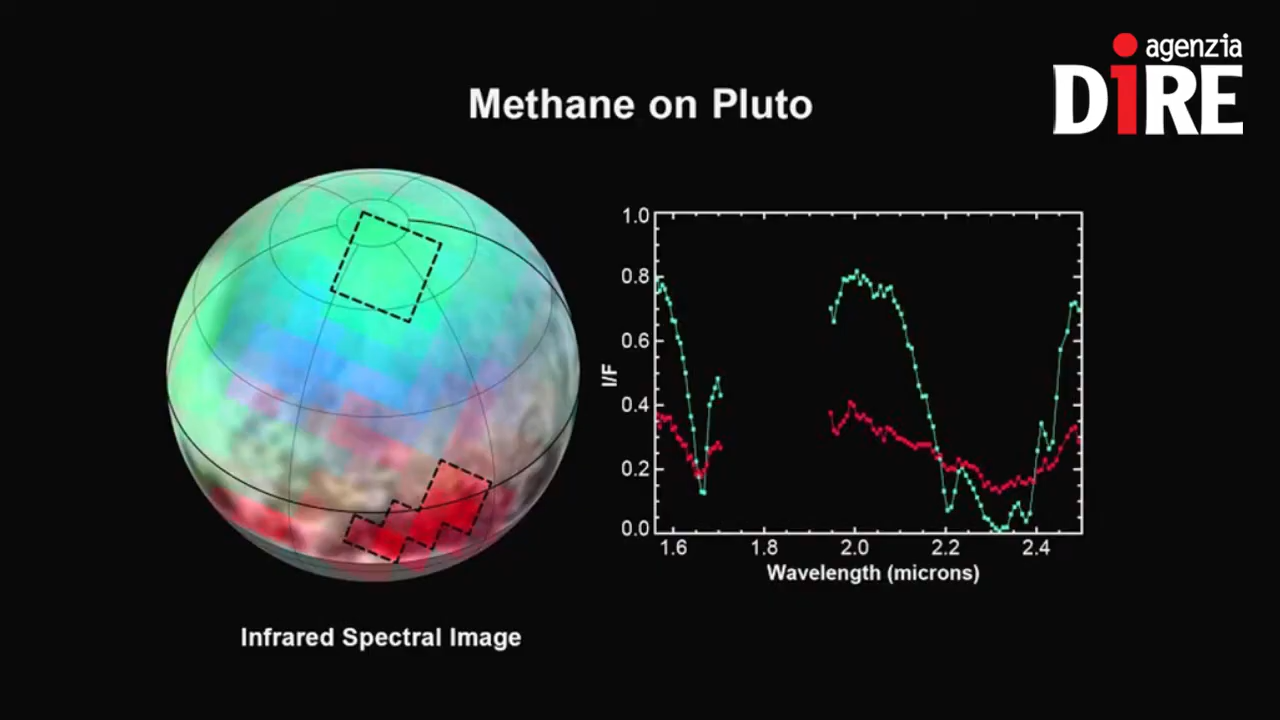 agenzia
DiRE
Methane on Pluto
1.0
0.8
0.6
0.4
0.2
0.0
I/F
1.6 1.8 2.0 2.2 2.4
Wavelength (microns)
Infrared Spectral Image